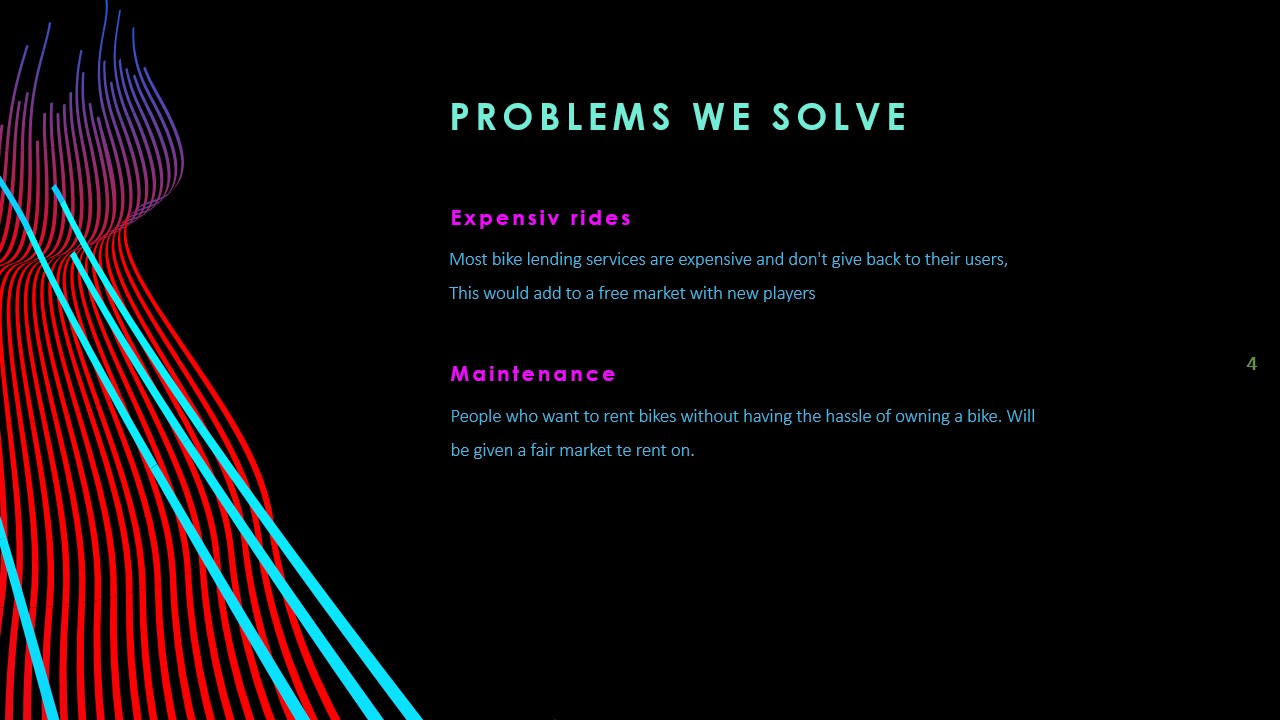 PROBLEMS WE SOLVE
Expensiv rides
Most bike lending services are expensive and don't give back to their users,
This would add to a free market with new players
Maintenance
4
People who want to rent bikes without having the hassle of owning a bike. Will
be given a fair market te rent on.